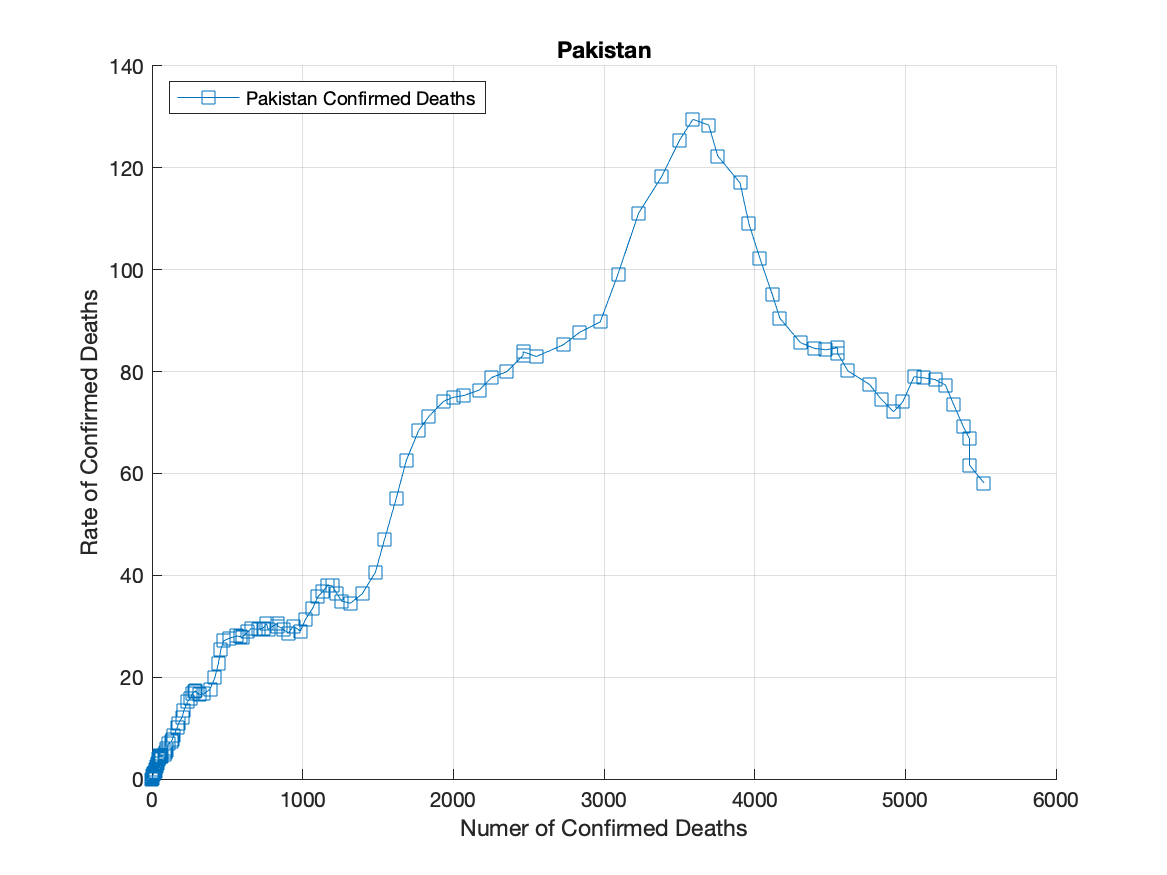 Pakistan
Pakistan Confirmed Deaths
140
120
100
80
60
40
20
0
0 1000 2000 3000 4000 5000 6000
Rate of Confirmed Deaths
Numer of Confirmed Deaths